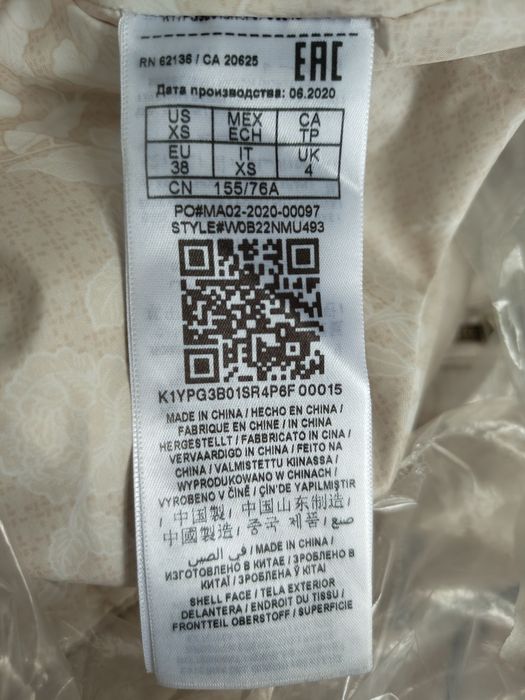 RN 62136 / CA 20625
EAC
Дата производства: 06.2020
US XS MEX ECH CA TP
EU 38 IT XS UK 4
CN 155/76A
PO#MA02-2020-00097
STYLE#W0B22NMU493
K1YPG3B01SR4P6F 00015
MADE IN CHINA / HECHO EN CHINA /
FABRIQUE EN CHINE / IN CHINA
HERGESTELLT / FABBRICATO IN CINA /
VERVAARDIGD IN CHINA / FEITO NA
CHINA / VALMISTETTU KIINASSA /
WYPRODUKOWANO W CHINACH /
VYROBENO V ČÍNĚ / ÇİN'DE YAPILMIŞTIR
/ 中国製 / 中国山东制造 /
中國製造 / 중국 제품 / صنع
في الصين / MADE IN CHINA /
ИЗГОТОВЛЕНО В КИТАЕ / ЗРОБЛЕНО В
КИТАЇ / ЗРОБЛЕНА Ў КІТАІ
SHELL FACE / TELA EXTERIOR
DELANTERA / ENDROIT DU TISSU /
FRONTTEIL OBERSTOFF / SUPERFICIE